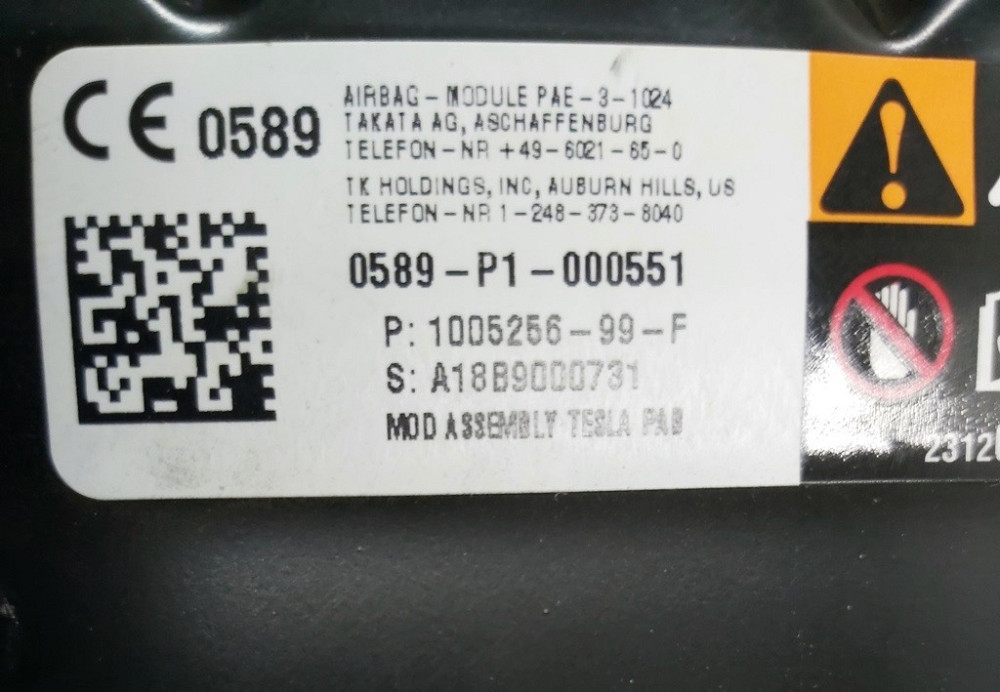 CE 0589
AIRBAG-MODULE PAE-3-1024
TAKATA AG, ASCHAFFENBURG
TELEFON-NR +49-6021-65-0
TK HOLDINGS, INC, AUBURN HILLS, US
TELEFON-NR 1-248-373-8040
0589-P1-000551
P: 1005256-99-F
S: A18B9000731
MOD ASSEMBLY TESLA PAB